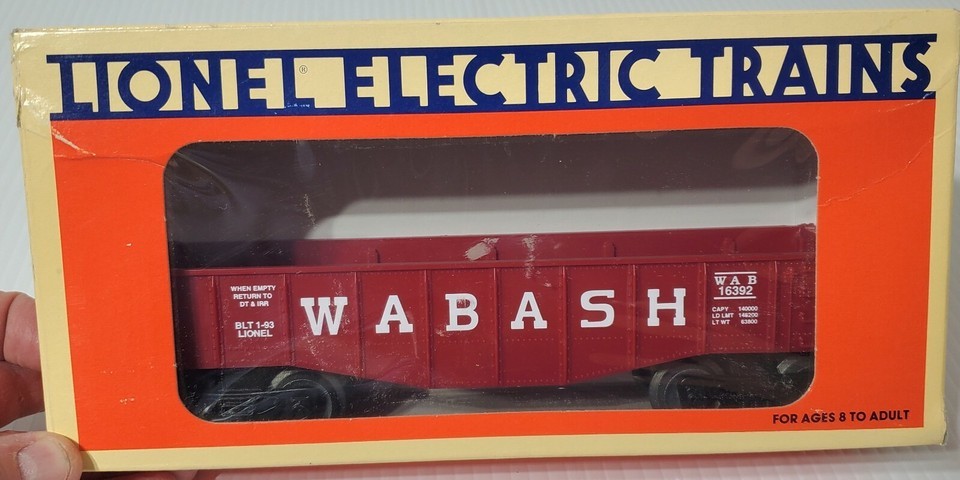 LIONEL® ELECTRIC TRAINS
WHEN EMPTY
RETURN TO
DT & IRR
BLT 1-93
LIONEL
WABASH
WAB
16392
CAPY 140000
LD LMT 148200
LT WT 63800
FOR AGES 8 TO ADULT